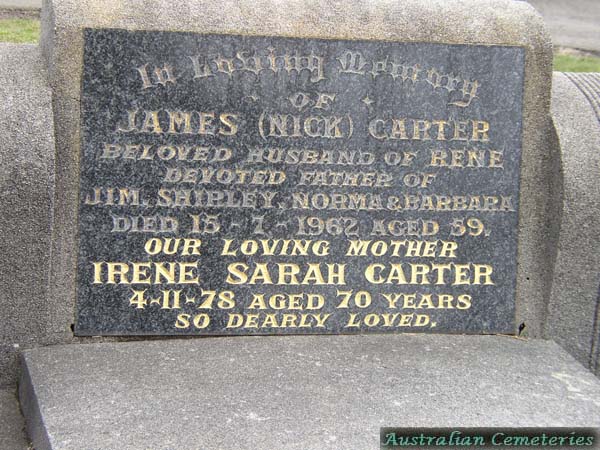 In Loving Memory
OF
JAMES (NICK) CARTER
BELOVED HUSBAND OF RENE
DEVOTED FATHER OF
JIM, SHIRLEY, NORMA & BARBARA
DIED 15-7-1962 AGED 59.
OUR LOVING MOTHER
IRENE SARAH CARTER
4-11-78 AGED 70 YEARS
SO DEARLY LOVED.
Australian Cemeteries